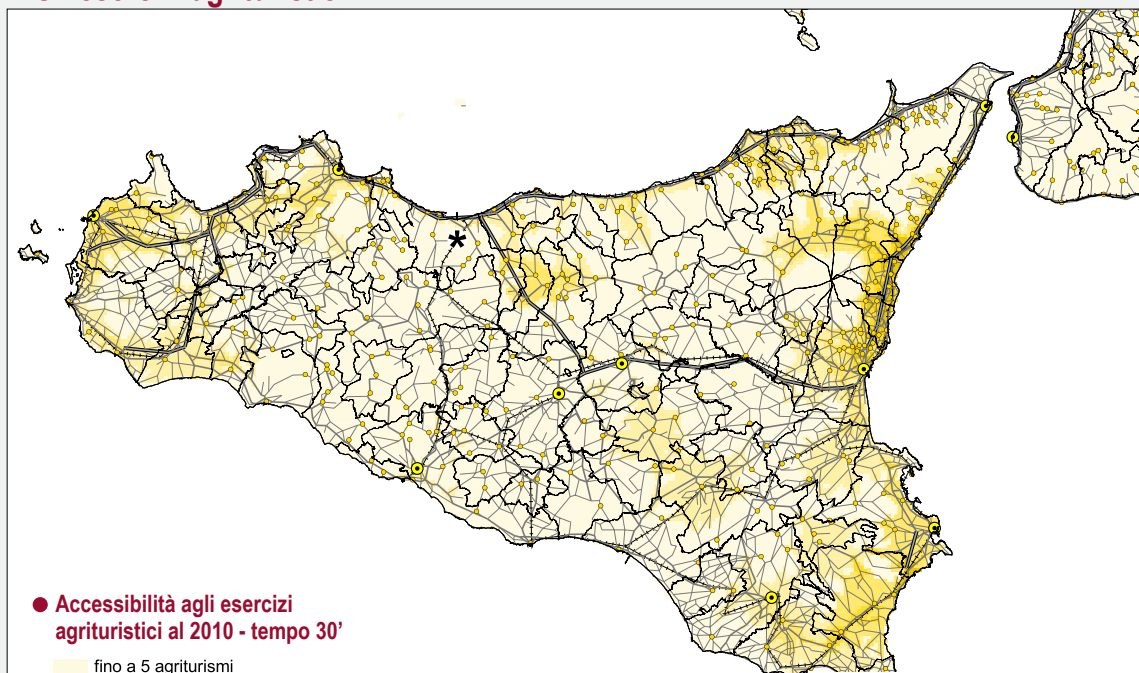 Accessibilità agli esercizi
agrituristici al 2010 - tempo 30’
fino a 5 agriturismi